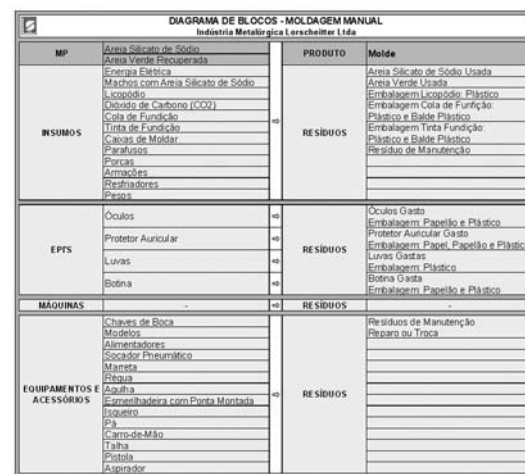 DIAGRAMA DE BLOCOS - MOLDAGEM MANUAL
Indústria Metalúrgica Lorscheitter Ltda
MP
Areia Silicato de Sódio
Areia Verde Recuperada
PRODUTO
Molde
INSUMOS
Energia Elétrica
Machos com Areia Silicato de Sódio
Licopódio
Dióxido de Carbono (CO2)
Cola de Fundição
Tinta de Fundição
Caixas de Moldar
Parafusos
Porcas
Armações
Resfriadores
Pesos
⇨
RESÍDUOS
Areia Silicato de Sódio Usada
Areia Verde Usada
Embalagem Licopódio: Plástico
Embalagem Cola de Funfição:
Plástico e Balde Plástico
Embalagem Tinta Fundição:
Plástico e Balde Plástico
Resíduo de Manutenção
EPI'S
Óculos
⇨
Protetor Auricular
⇨
Luvas
⇨
Botina
⇨
RESÍDUOS
Óculos Gasto
Embalagem: Papelão e Plástico
Protetor Auricular Gasto
Embalagem: Papel, Papelão e Plástico
Luvas Gastas
Embalagem: Plástico
Botina Gasta
Embalagem: Papelão e Plástico
MÁQUINAS
-
⇨
RESÍDUOS
-
EQUIPAMENTOS E
ACESSÓRIOS
Chaves de Boca
Modelos
Alimentadores
Socador Pneumático
Marreta
Régua
Agulha
Esmerilhadeira com Ponta Montada
Isqueiro
Pá
Carro-de-Mão
Talha
Pistola
Aspirador
⇨
RESÍDUOS
Resíduos de Manutenção
Reparo ou Troca